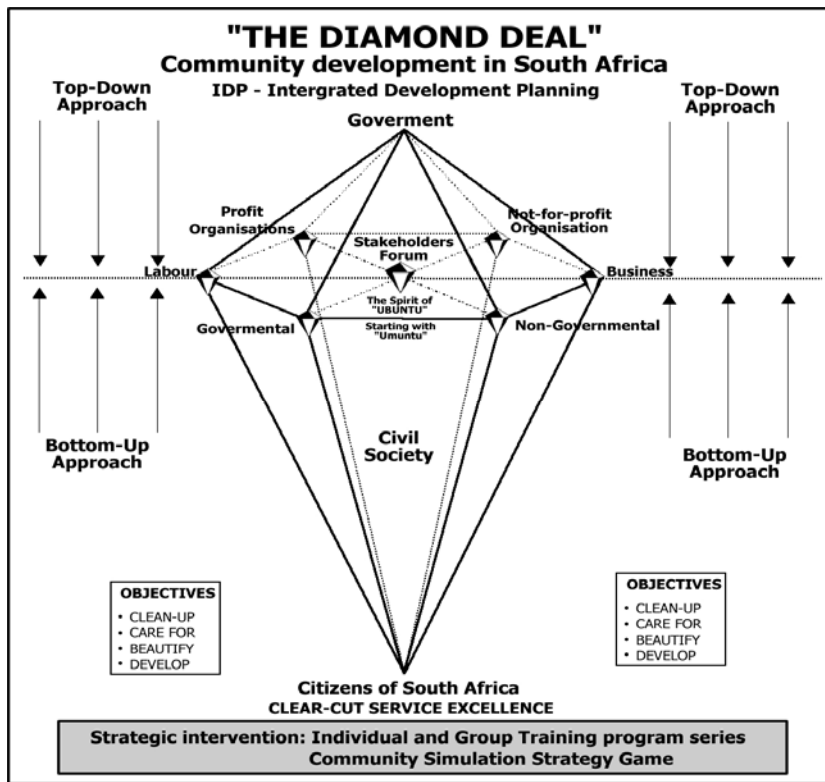 "THE DIAMOND DEAL"
Community development in South Africa
IDP - Intergrated Development Planning
Top-Down
Approach
Top-Down
Approach
Goverment
Profit
Organisations
Not-for-profit
Organisation
Stakeholders
Forum
Labour
Business
The Spirit of
"UBUNTU"
Govermental
Starting with
"Umuntu"
Non-Governmental
Civil
Society
Bottom-Up
Approach
Bottom-Up
Approach
OBJECTIVES
• CLEAN-UP
• CARE FOR
• BEAUTIFY
• DEVELOP
OBJECTIVES
• CLEAN-UP
• CARE FOR
• BEAUTIFY
• DEVELOP
Citizens of South Africa
CLEAR-CUT SERVICE EXCELLENCE
Strategic intervention: Individual and Group Training program series
Community Simulation Strategy Game